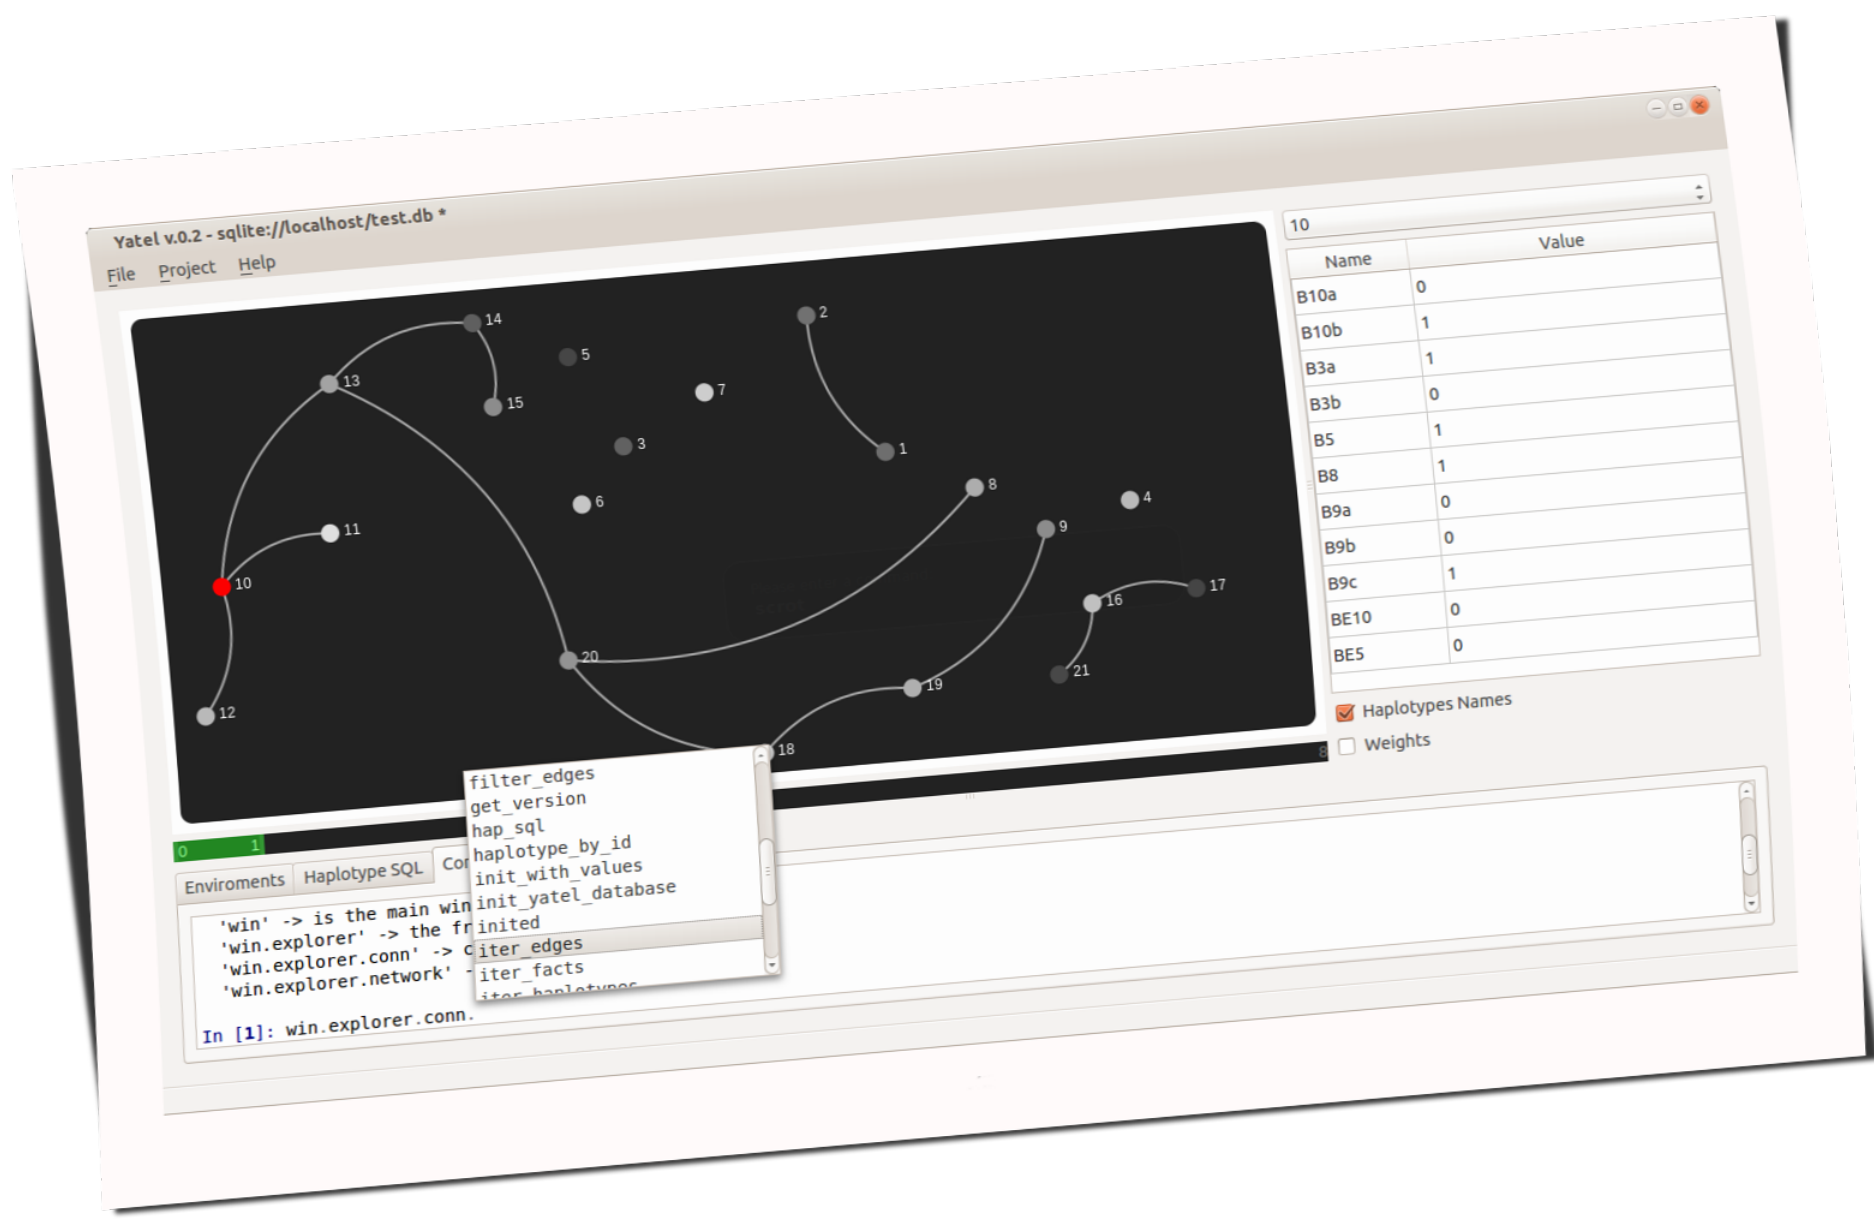 Yatel v.0.2 - sqlite://localhost/test.db *
File Project Help
14
2
5
13
7
15
3
1
8
6
4
11
9
10
17
16
20
21
19
12
18
10
Name Value
B10a 0
B10b 1
B3a 1
B3b 0
B5 1
B8 1
B9a 0
B9b 0
B9c 1
BE10 0
BE5 0
Haplotypes Names
Weights
0 1 8
Enviroments Haplotype SQL
'win' -> is the main win
'win.explorer' -> the fr
'win.explorer.conn' -> c
'win.explorer.network' -
In [1]: win.explorer.conn.
filter_edges
get_version
hap_sql
haplotype_by_id
init_with_values
init_yatel_database
inited
iter_edges
iter_facts
iter_haplotypes